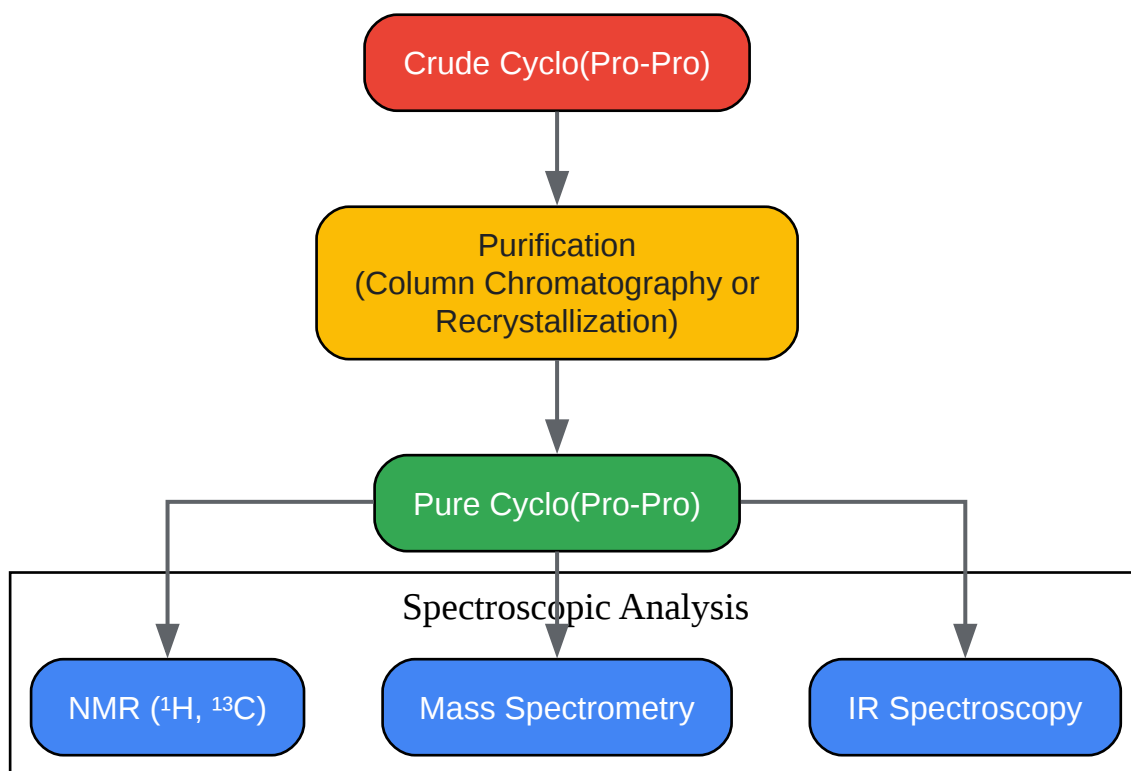 Crude Cyclo(Pro-Pro)
Purification
(Column Chromatography or
Recrystallization)
Pure Cyclo(Pro-Pro)
Spectroscopic Analysis
NMR (¹H, ¹³C)
Mass Spectrometry
IR Spectroscopy